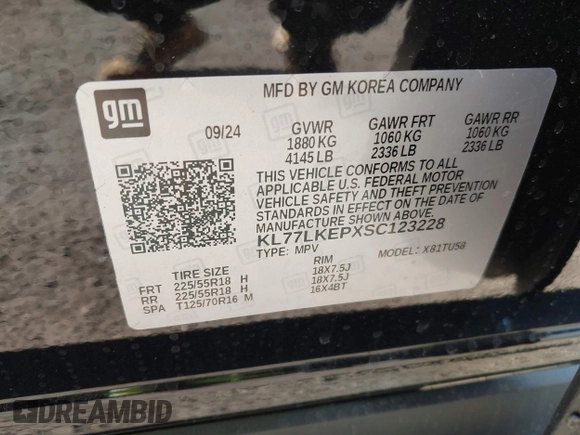 MFD BY GM KOREA COMPANY
gm
09/24
GVWR GAWR FRT GAWR RR
1880 KG 1060 KG 1060 KG
4145 LB 2336 LB 2336 LB
THIS VEHICLE CONFORMS TO ALL
APPLICABLE U.S. FEDERAL MOTOR
VEHICLE SAFETY AND THEFT PREVENTION
STANDARDS IN EFFECT ON THE DATE OF
MANUFACTURE SHOWN ABOVE.
KL77LKEPXSC123228
TYPE: MPV MODEL: X81TU58
TIRE SIZE RIM
FRT 225/55R18 H 18X7.5J
RR 225/55R18 H 18X7.5J
SPA T125/70R16 M 16X4BT
DREAMBID